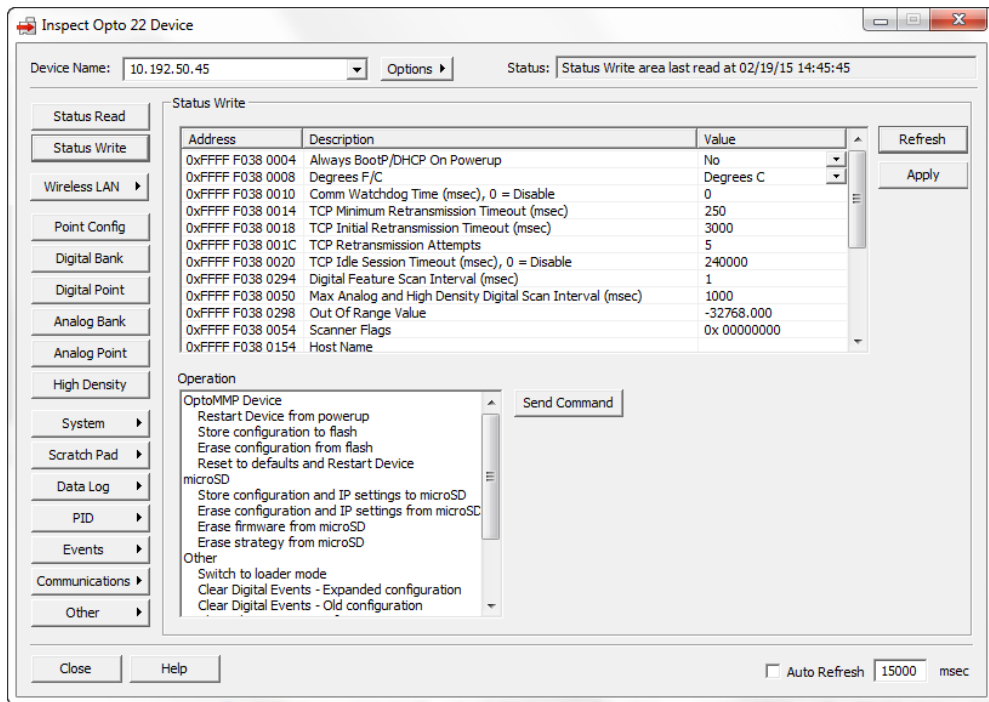 Inspect Opto 22 Device
Device Name: 10.192.50.45 Options Status: Status Write area last read at 02/19/15 14:45:45
Status Read
Status Write
Wireless LAN
Point Config
Digital Bank
Digital Point
Analog Bank
Analog Point
High Density
System
Scratch Pad
Data Log
PID
Events
Communications
Other
Status Write
Address Description Value
0xFFFF F038 0004 Always BootP/DHCP On Powerup No
0xFFFF F038 0008 Degrees F/C Degrees C
0xFFFF F038 0010 Comm Watchdog Time (msec), 0 = Disable 0
0xFFFF F038 0014 TCP Minimum Retransmission Timeout (msec) 250
0xFFFF F038 0018 TCP Initial Retransmission Timeout (msec) 3000
0xFFFF F038 001C TCP Retransmission Attempts 5
0xFFFF F038 0020 TCP Idle Session Timeout (msec), 0 = Disable 240000
0xFFFF F038 0294 Digital Feature Scan Interval (msec) 1
0xFFFF F038 0050 Max Analog and High Density Digital Scan Interval (msec) 1000
0xFFFF F038 0298 Out Of Range Value -32768.000
0xFFFF F038 0054 Scanner Flags 0x 00000000
0xFFFF F038 0154 Host Name
Refresh
Apply
Operation
OptoMMP Device
Restart Device from powerup
Store configuration to flash
Erase configuration from flash
Reset to defaults and Restart Device
microSD
Store configuration and IP settings to microSD
Erase configuration and IP settings from microSD
Erase firmware from microSD
Erase strategy from microSD
Other
Switch to loader mode
Clear Digital Events - Expanded configuration
Clear Digital Events - Old configuration
Send Command
Close Help Auto Refresh 15000 msec